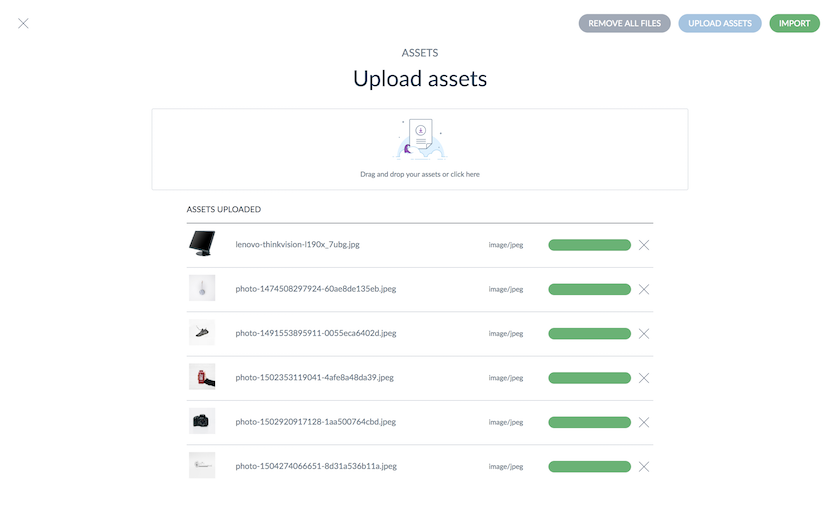 REMOVE ALL FILES UPLOAD ASSETS IMPORT
ASSETS
Upload assets
Drag and drop your assets or click here
ASSETS UPLOADED
lenovo-thinkvision-l190x_7ubg.jpg image/jpeg
photo-1474508297924-60ae8de135eb.jpeg image/jpeg
photo-1491553895911-0055eca6402d.jpeg image/jpeg
photo-1502353119041-4afe8a48da39.jpeg image/jpeg
photo-1502920917128-1aa500764cbd.jpeg image/jpeg
photo-1504274066651-8d31a536b11a.jpeg image/jpeg